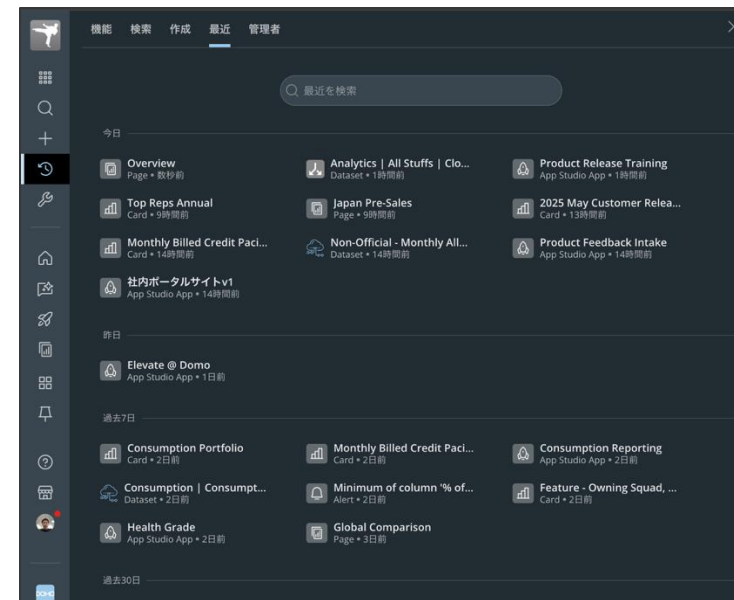 機能 検索 作成 最近 管理者
最近を検索
今日
Overview
Page • 数秒前
Analytics | All Stuffs | Clo...
Dataset • 1時間前
Product Release Training
App Studio App • 1時間前
Top Reps Annual
Card • 9時間前
Japan Pre-Sales
Page • 9時間前
2025 May Customer Relea...
Card • 13時間前
Monthly Billed Credit Paci...
Card • 14時間前
Non-Official - Monthly All...
Dataset • 14時間前
Product Feedback Intake
App Studio App • 14時間前
社内ポータルサイトv1
App Studio App • 14時間前
昨日
Elevate @ Domo
App Studio App • 1日前
過去7日
Consumption Portfolio
Card • 2日前
Monthly Billed Credit Paci...
Card • 2日前
Consumption Reporting
App Studio App • 2日前
Consumption | Consumpt...
Dataset • 2日前
Minimum of column '% of...
Alert • 2日前
Feature - Owning Squad, ...
Card • 2日前
Health Grade
App Studio App • 2日前
Global Comparison
Page • 3日前
過去30日
DOMO